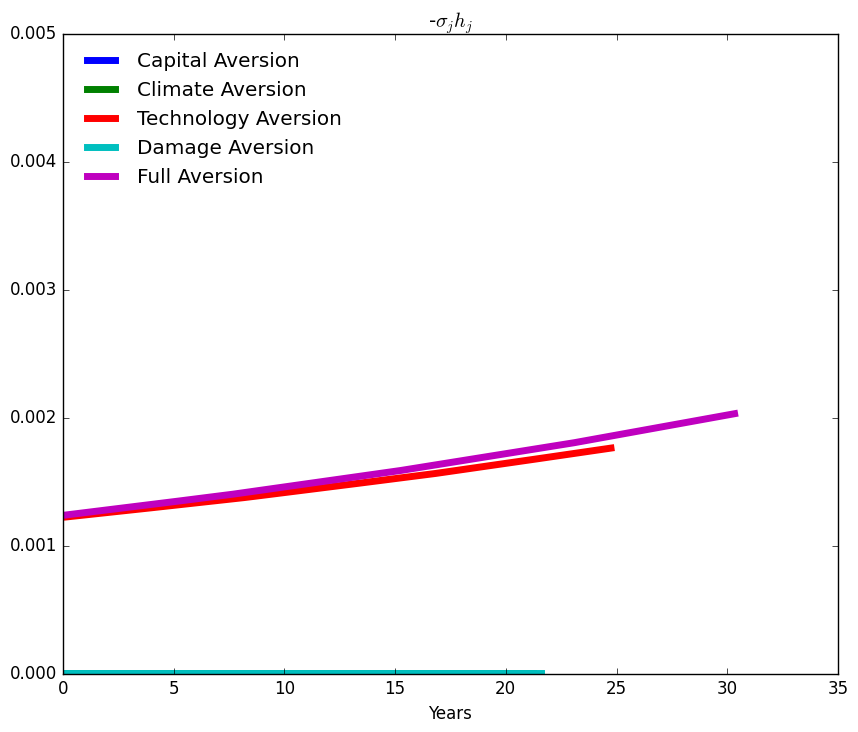 -σⱼhⱼ
0.005
Capital Aversion
Climate Aversion
Technology Aversion
Damage Aversion
Full Aversion
0.004
0.003
0.002
0.001
0.000
0 5 10 15 20 25 30 35
Years